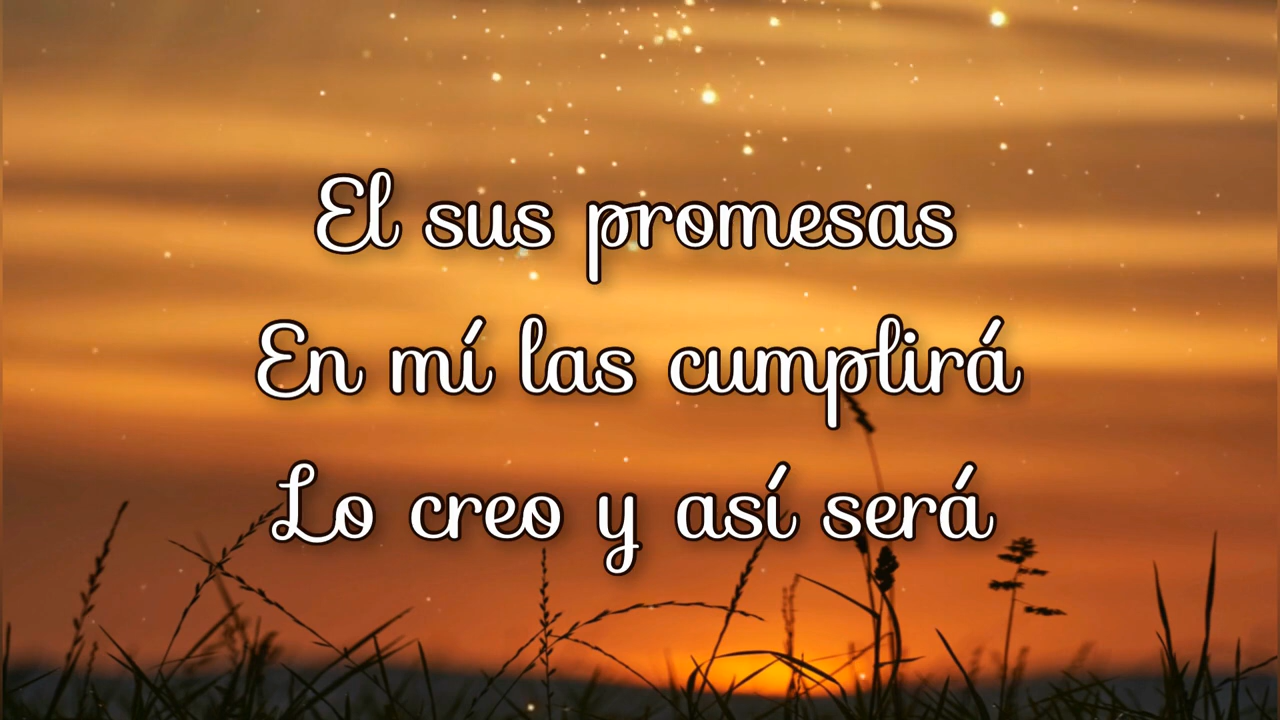 El sus promesas
En mí las cumplirá
Lo creo y así será